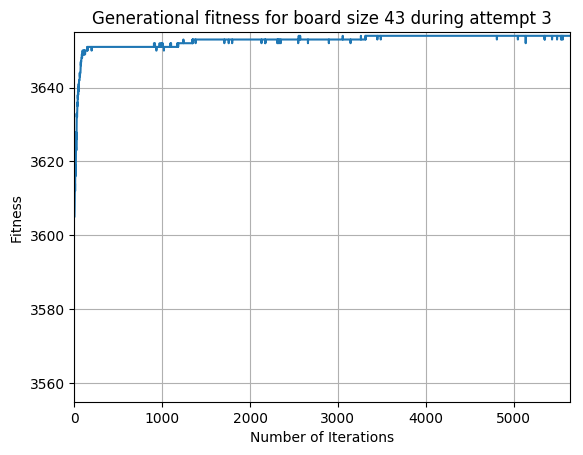 Generational fitness for board size 43 during attempt 3
3640
3620
3600
3580
3560
Fitness
0 1000 2000 3000 4000 5000
Number of Iterations